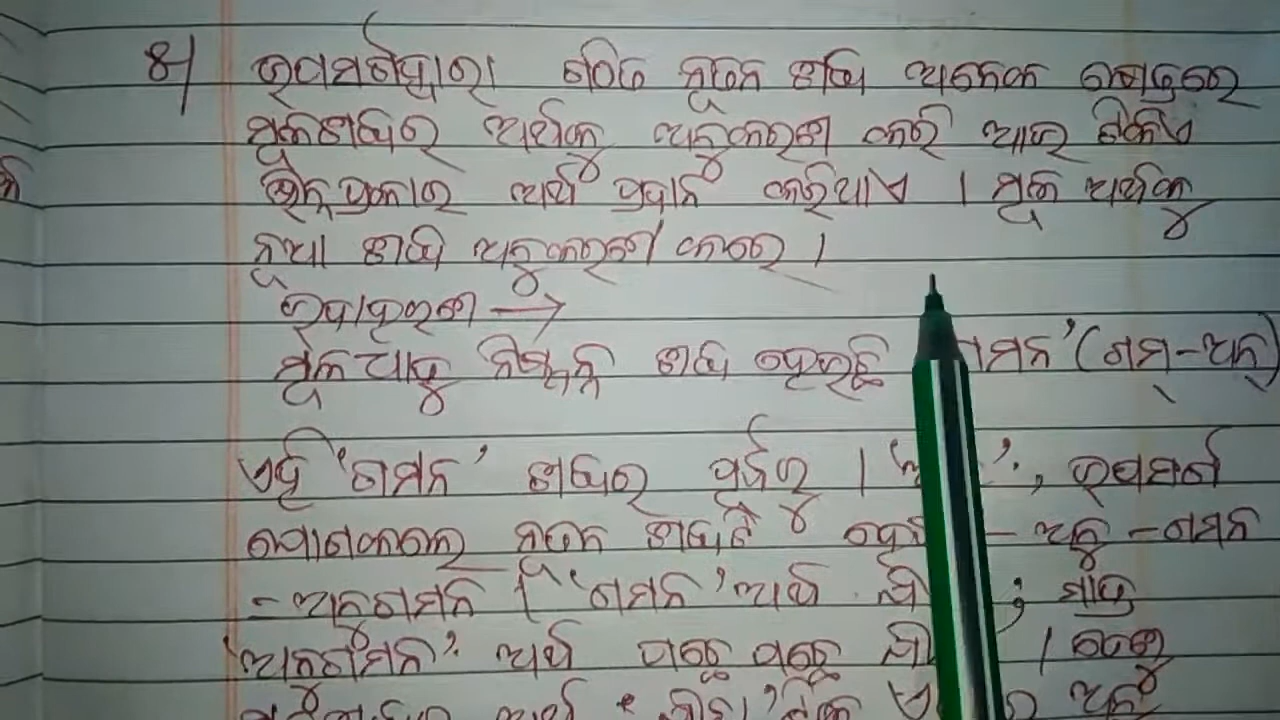 ୪। ଉପସର୍ଗଦ୍ୱାରା ଗଠିତ ନୂତନ ଶବ୍ଦ ଅନେକ କ୍ଷେତ୍ରରେ
ମୂଳଶବ୍ଦର ଅର୍ଥକୁ ଅନୁକରଣ କରି ଆଉ
ଭିନ୍ନ ପ୍ରକାର ଅର୍ଥ ପ୍ରଦାନ କରିଥାଏ । ମୂଳ ଅର୍ଥକୁ
ନୂଆ ଶବ୍ଦ ଅନୁକରଣ କରେ ।
ଉଦାହରଣ →
ମୂଳ ଧାତୁ ନିଷ୍ପନ୍ନ ଶବ୍ଦ ହେଉଛି ଗମନ' (ଗମ୍-ଅନ୍)
ଏହି 'ଗମନ' ଶବ୍ଦର ପୂର୍ବରୁ । , ଉପସର୍ଗ
ଯୋଗକଲେ ନୂତନ ଶବ୍ଦଟି - ଅନୁ - ଗମନ
- ଅନୁଗମନ । 'ଗମନ' ଅର୍ଥ ; ମାତ୍ର
'ଅନୁଗମନ' ଅର୍ଥ ପଛେ ପଛେ । ତେଣୁ
ଅର୍ଥ